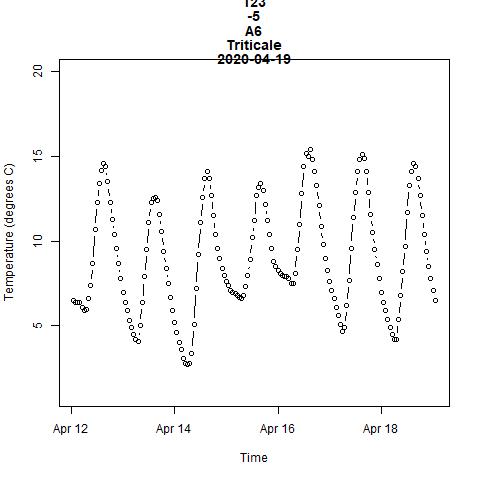 123
-5
A6
Triticale
2020-04-19
Temperature (degrees C)
20
15
10
5
Apr 12
Apr 14
Apr 16
Apr 18
Time